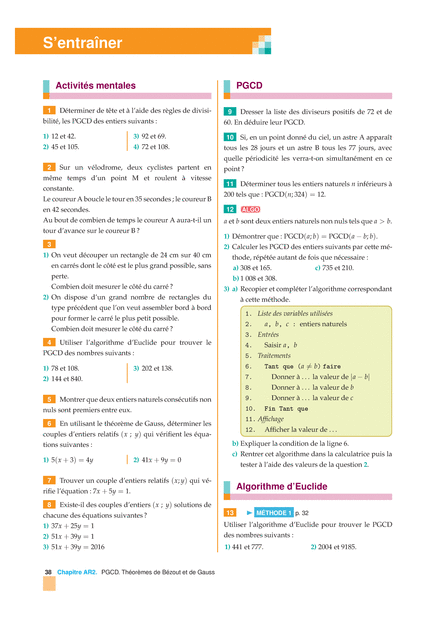 S'entraîner
Activités mentales
1 Déterminer de tête et à l'aide des règles de divisi-
bilité, les PGCD des entiers suivants :
1) 12 et 42.
2) 45 et 105.
3) 92 et 69.
4) 72 et 108.
2 Sur un vélodrome, deux cyclistes partent en
même temps d'un point M et roulent à vitesse
constante.
Le coureur A boucle le tour en 35 secondes ; le coureur B
en 42 secondes.
Au bout de combien de temps le coureur A aura-t-il un
tour d'avance sur le coureur B ?
3
1) On veut découper un rectangle de 24 cm sur 40 cm
en carrés dont le côté est le plus grand possible, sans
perte.
Combien doit mesurer le côté du carré ?
2) On dispose d'un grand nombre de rectangles du
type précédent que l'on veut assembler bord à bord
pour former le carré le plus petit possible.
Combien doit mesurer le côté du carré ?
4 Utiliser l'algorithme d'Euclide pour trouver le
PGCD des nombres suivants :
1) 78 et 108.
2) 144 et 840.
3) 202 et 138.
5 Montrer que deux entiers naturels consécutifs non
nuls sont premiers entre eux.
6 En utilisant le théorème de Gauss, déterminer les
couples d'entiers relatifs (x ; y) qui vérifient les équa-
tions suivantes :
1) 5(x + 3) = 4y
2) 41x + 9y = 0
7 Trouver un couple d'entiers relatifs (x;y) qui vé-
rifie l'équation : 7x + 5y = 1.
8 Existe-il des couples d'entiers (x ; y) solutions de
chacune des équations suivantes ?
1) 37x + 25y = 1
2) 51x + 39y = 1
3) 51x + 39y = 2016
PGCD
9 Dresser la liste des diviseurs positifs de 72 et de
60. En déduire leur PGCD.
10 Si, en un point donné du ciel, un astre A apparaît
tous les 28 jours et un astre B tous les 77 jours, avec
quelle périodicité les verra-t-on simultanément en ce
point ?
11 Déterminer tous les entiers naturels n inférieurs à
200 tels que : PGCD(n; 324) = 12.
12 ALGO
a et b sont deux entiers naturels non nuls tels que a > b.
1) Démontrer que : PGCD(a; b) = PGCD(a − b; b).
2) Calculer les PGCD des entiers suivants par cette mé-
thode, répétée autant de fois que nécessaire :
a) 308 et 165.
c) 735 et 210.
b) 1 008 et 308.
3) a) Recopier et compléter l'algorithme correspondant
à cette méthode.
1. Liste des variables utilisées
2. a, b, c : entiers naturels
3. Entrées
4. Saisir a, b
5. Traitements
6. Tant que (a ≠ b) faire
7. Donner à ... la valeur de |a − b|
8. Donner à ... la valeur de b
9. Donner à ... la valeur de c
10. Fin Tant que
11. Affichage
12. Afficher la valeur de ...
b) Expliquer la condition de la ligne 6.
c) Rentrer cet algorithme dans la calculatrice puis la
tester à l'aide des valeurs de la question 2.
Algorithme d'Euclide
13 ► MÉTHODE 1 p. 32
Utiliser l'algorithme d'Euclide pour trouver le PGCD
des nombres suivants :
1) 441 et 777.
2) 2004 et 9185.
38 Chapitre AR2. PGCD. Théorèmes de Bézout et de Gauss